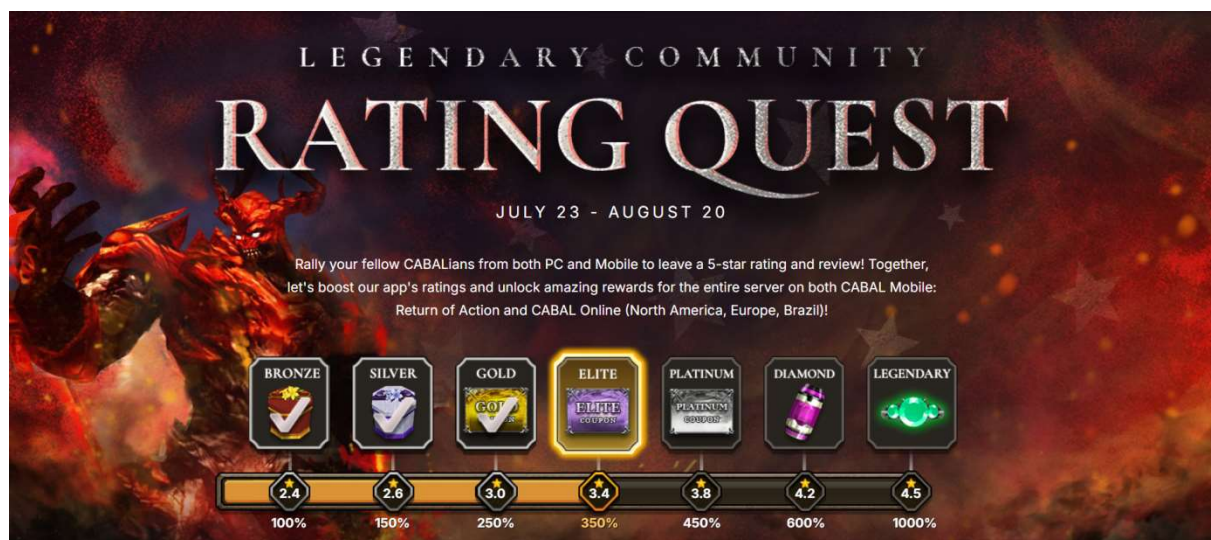 LEGENDARY COMMUNITY
RATING QUEST
JULY 23 - AUGUST 20
Rally your fellow CABALians from both PC and Mobile to leave a 5-star rating and review! Together,
let's boost our app's ratings and unlock amazing rewards for the entire server on both CABAL Mobile:
Return of Action and CABAL Online (North America, Europe, Brazil)!
BRONZE SILVER GOLD ELITE PLATINUM DIAMOND LEGENDARY
ELITE PLATINUM
COUPON COUPON
2.4 2.6 3.0 3.4 3.8 4.2 4.5
100% 150% 250% 350% 450% 600% 1000%